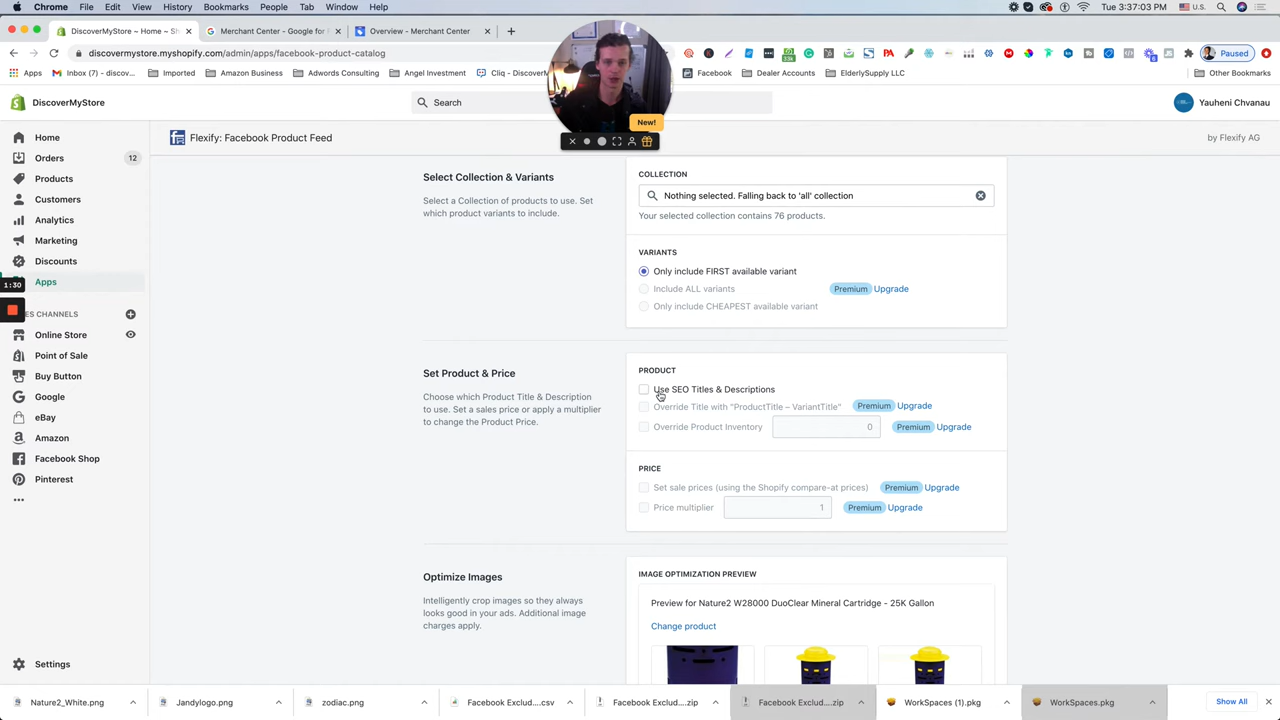 Chrome File Edit View History Bookmarks People Tab Window Help
U.S. Tue 3:37:03 PM
DiscoverMyStore ~ Home ~ Sh
Merchant Center - Google for
Overview - Merchant Center
discovermystore.myshopify.com/admin/apps/facebook-product-catalog
33k
Paused
Apps
Inbox (7) - discov...
Imported
Amazon Business
Adwords Consulting
Angel Investment
Cliq - Discover
Facebook
Dealer Accounts
ElderlySupply LLC
Other Bookmarks
DiscoverMyStore
Search
Yauheni Chvanau
New!
Home
Orders
12
Products
Customers
Analytics
Marketing
Discounts
Apps
1:30
ES CHANNELS
Online Store
Point of Sale
Buy Button
Google
eBay
Amazon
Facebook Shop
Pinterest
Settings
Flexify: Facebook Product Feed
by Flexify AG
Select Collection & Variants
Select a Collection of products to use. Set
which product variants to include.
COLLECTION
Nothing selected. Falling back to 'all' collection
Your selected collection contains 76 products.
VARIANTS
Only include FIRST available variant
Include ALL variants Premium Upgrade
Only include CHEAPEST available variant
Set Product & Price
Choose which Product Title & Description
to use. Set a sales price or apply a multiplier
to change the Product Price.
PRODUCT
Use SEO Titles & Descriptions
Override Title with "ProductTitle – VariantTitle" Premium Upgrade
Override Product Inventory 0 Premium Upgrade
PRICE
Set sale prices (using the Shopify compare-at prices) Premium Upgrade
Price multiplier 1 Premium Upgrade
Optimize Images
Intelligently crop images so they always
looks good in your ads. Additional image
charges apply.
IMAGE OPTIMIZATION PREVIEW
Preview for Nature2 W28000 DuoClear Mineral Cartridge - 25K Gallon
Change product
Nature2_White.png
Jandylogo.png
zodiac.png
Facebook Exclud....csv
Facebook Exclud....zip
Facebook Exclud....zip
WorkSpaces (1).pkg
WorkSpaces.pkg
Show All